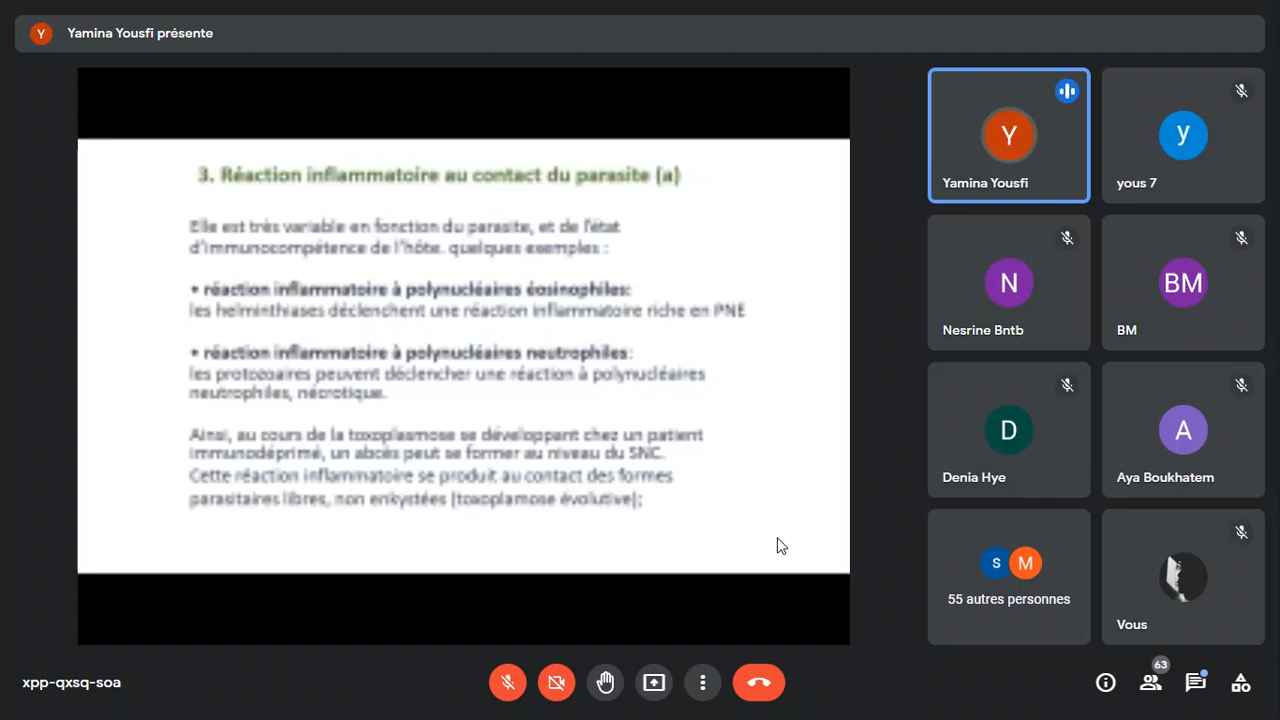 Y
Yamina Yousfi présente
3. Réaction inflammatoire au contact du parasite (a)
Elle est très variable en fonction du parasite, et de l'état
d'immunocompétence de l'hôte. quelques exemples :
• réaction inflammatoire à polynucléaires éosinophiles:
les helminthiases déclenchent une réaction inflammatoire riche en PNE
• réaction inflammatoire à polynucléaires neutrophiles:
les protozoaires peuvent déclencher une réaction à polynucléaires
neutrophiles, nécrotique.
Ainsi, au cours de la toxoplasmose se développant chez un patient
immunodéprimé, un abcès peut se former au niveau du SNC.
Cette réaction inflammatoire se produit au contact des formes
parasitaires libres, non enkystées (toxoplamose évolutive);
Y
Yamina Yousfi
y
yous 7
N
Nesrine Bntb
BM
BM
D
Denia Hye
A
Aya Boukhatem
S M
55 autres personnes
Vous
xpp-qxsq-soa
63